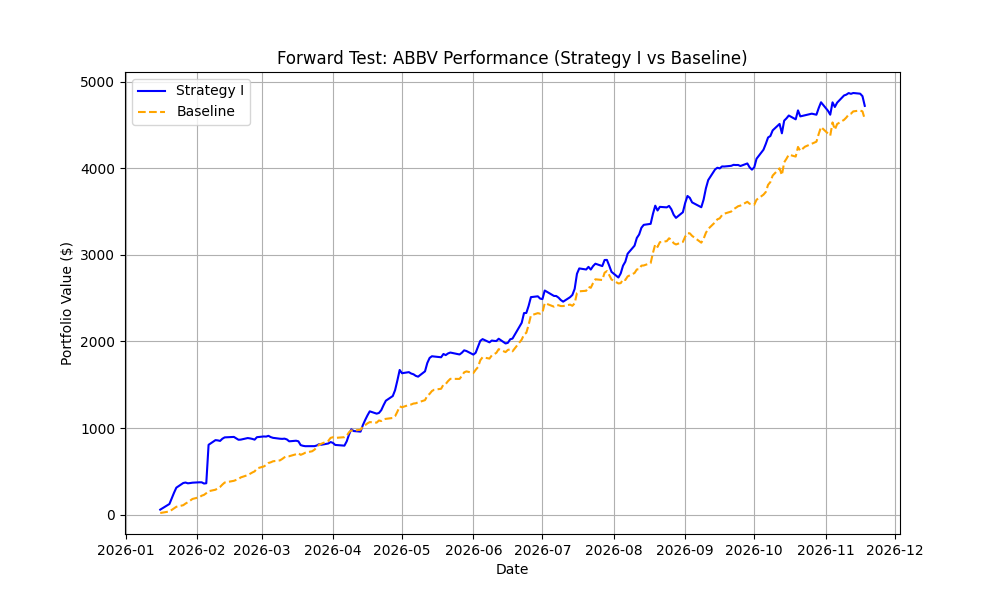 Forward Test: ABBV Performance (Strategy I vs Baseline)
Strategy I
Baseline
Portfolio Value ($)
5000
4000
3000
2000
1000
0
2026-01 2026-02 2026-03 2026-04 2026-05 2026-06 2026-07 2026-08 2026-09 2026-10 2026-11 2026-12
Date